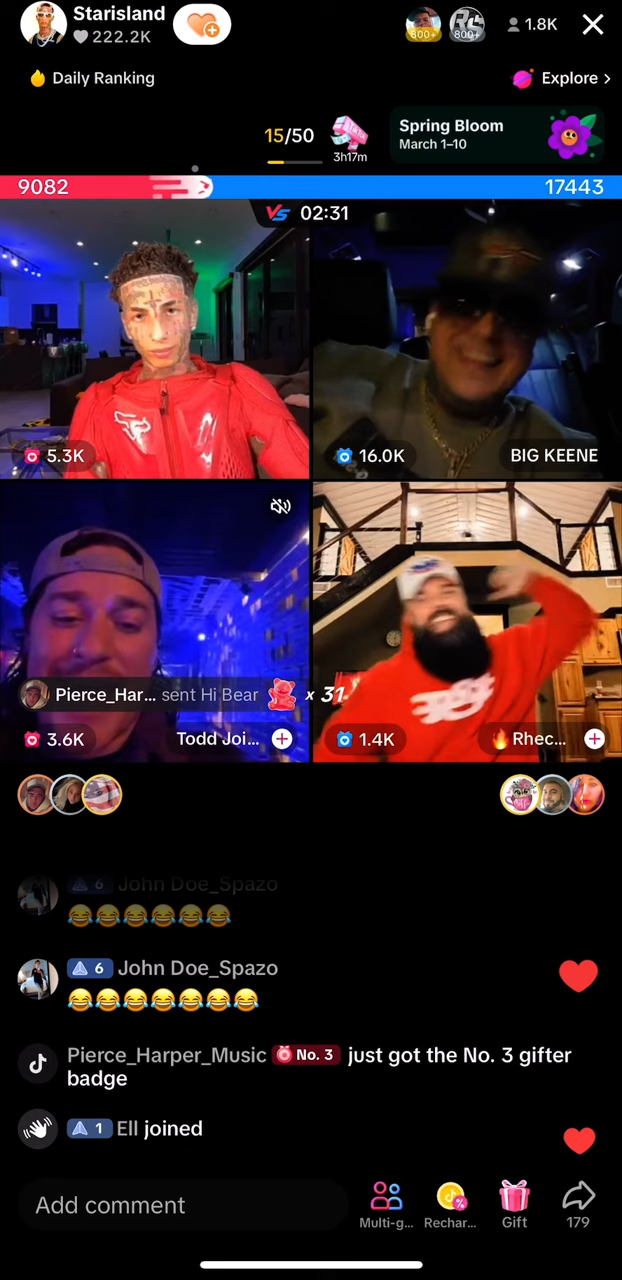 Starisland
222.2K
800+
800+
1.8K
Daily Ranking
Explore >
15/50
3h17m
Spring Bloom
March 1–10
9082
17443
VS 02:31
5.3K
16.0K
BIG KEENE
Pierce_Har... sent Hi Bear x 31
3.6K
Todd Joi...
1.4K
🔥Rhec...
6 John Doe_Spazo
😂😂😂😂😂😂
6 John Doe_Spazo
😂😂😂😂😂😂😂
Pierce_Harper_Music No. 3 just got the No. 3 gifter
badge
1 Ell joined
Add comment
Multi-g...
Rechar...
Gift
179